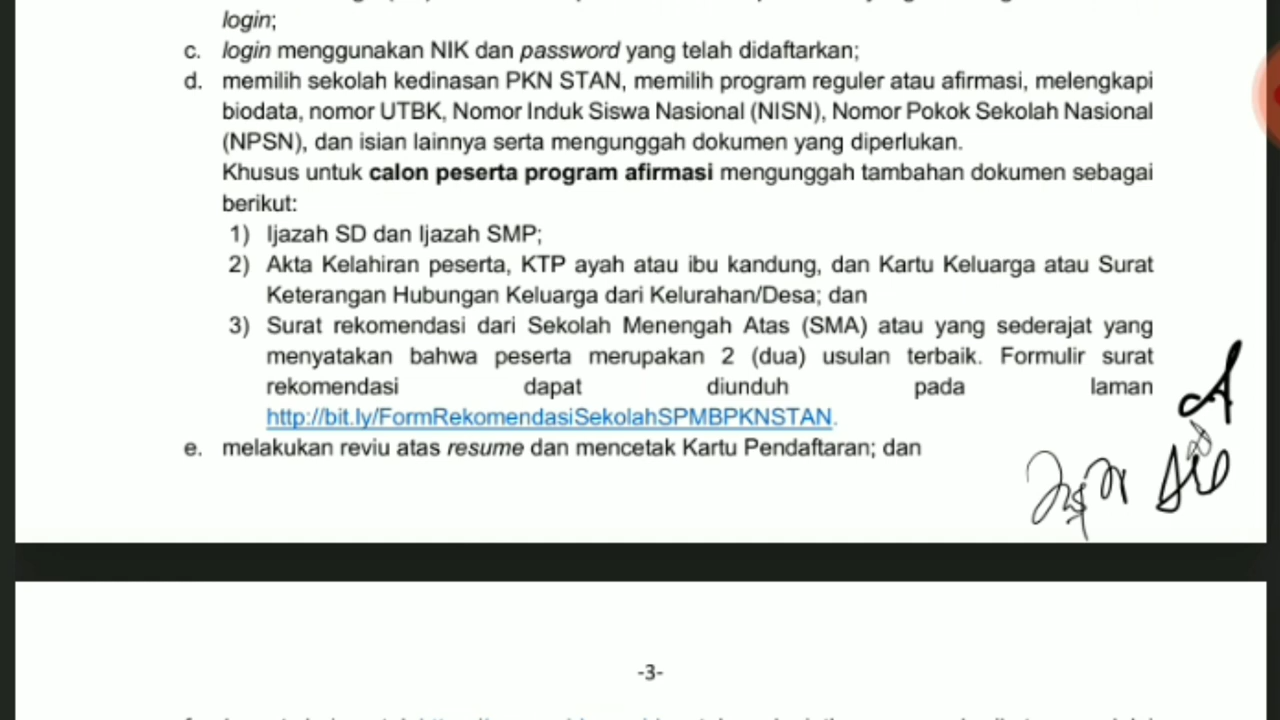 login;
c. login menggunakan NIK dan password yang telah didaftarkan;
d. memilih sekolah kedinasan PKN STAN, memilih program reguler atau afirmasi, melengkapi
biodata, nomor UTBK, Nomor Induk Siswa Nasional (NISN), Nomor Pokok Sekolah Nasional
(NPSN), dan isian lainnya serta mengunggah dokumen yang diperlukan.
Khusus untuk calon peserta program afirmasi mengunggah tambahan dokumen sebagai
berikut:
1) Ijazah SD dan Ijazah SMP;
2) Akta Kelahiran peserta, KTP ayah atau ibu kandung, dan Kartu Keluarga atau Surat
Keterangan Hubungan Keluarga dari Kelurahan/Desa; dan
3) Surat rekomendasi dari Sekolah Menengah Atas (SMA) atau yang sederajat yang
menyatakan bahwa peserta merupakan 2 (dua) usulan terbaik. Formulir surat
rekomendasi dapat diunduh pada laman
http://bit.ly/FormRekomendasiSekolahSPMBPKNSTAN.
e. melakukan reviu atas resume dan mencetak Kartu Pendaftaran; dan
-3-